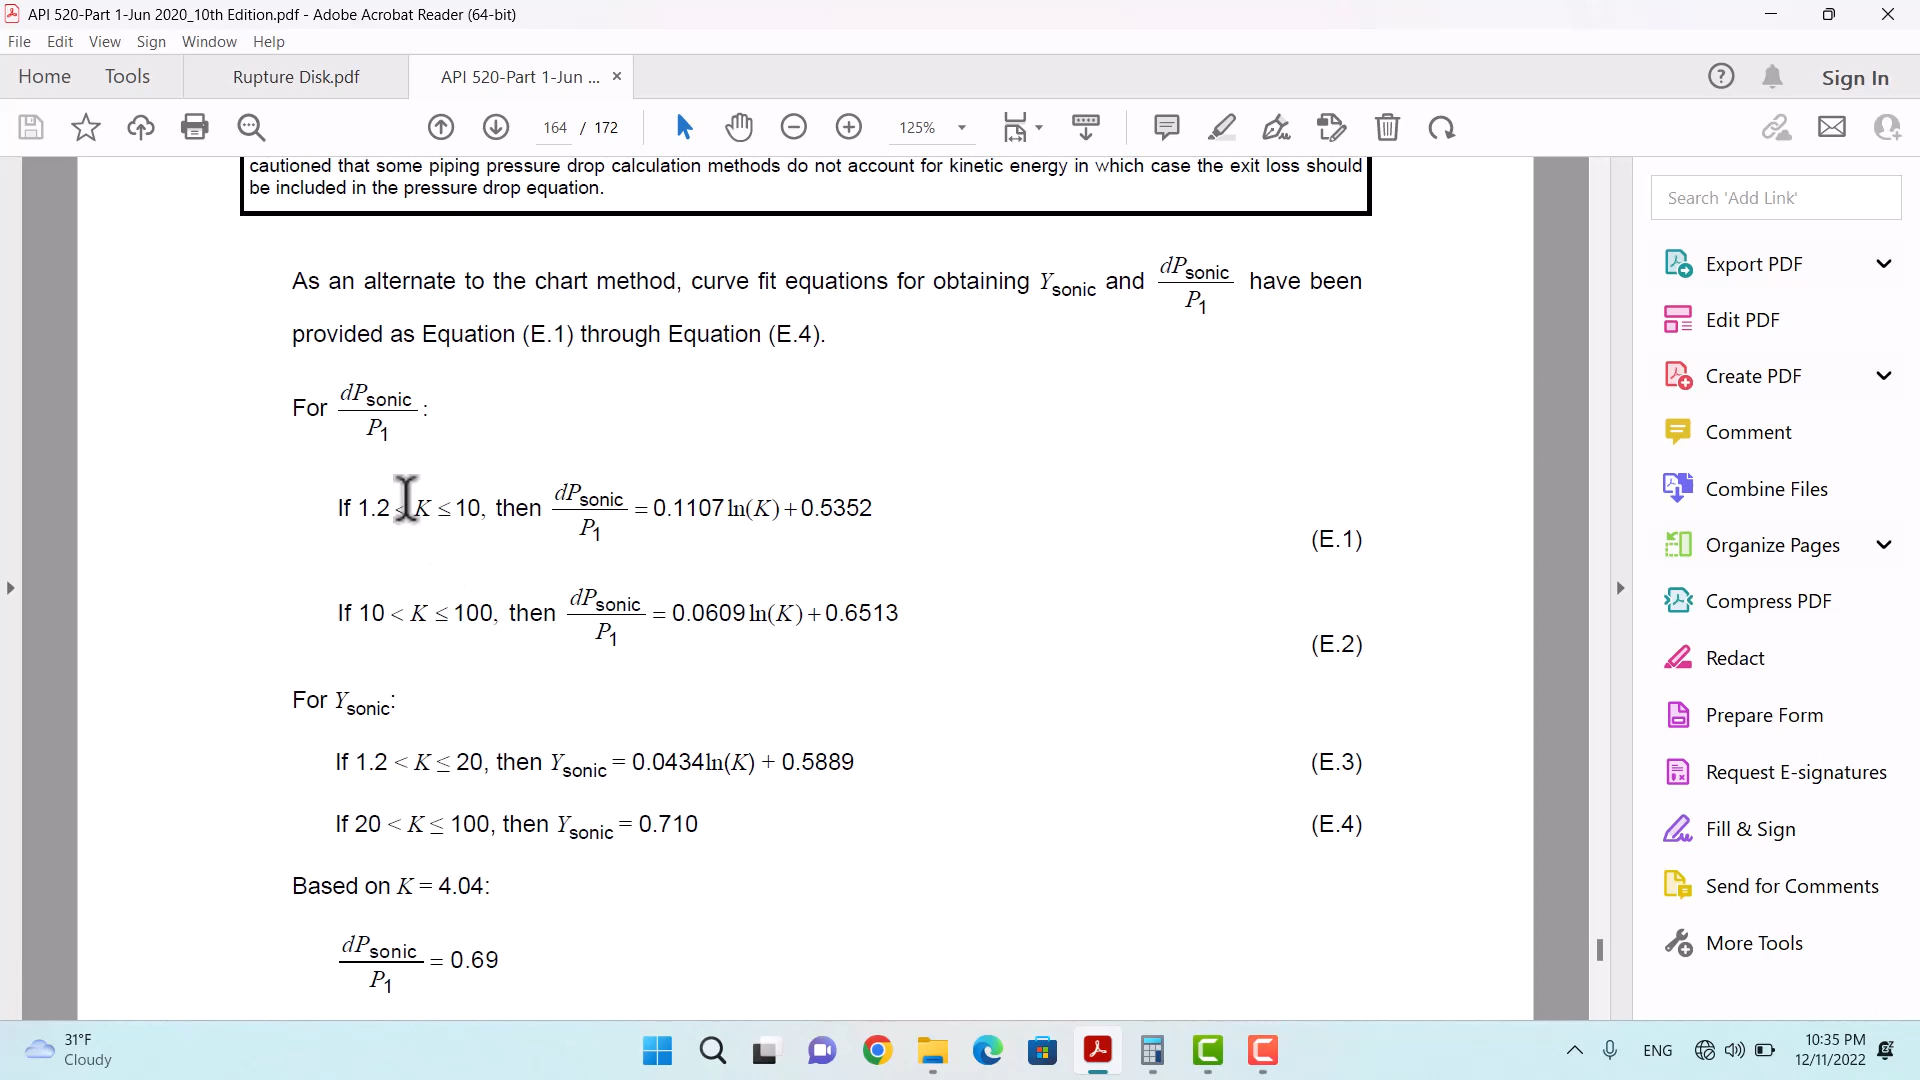 API 520-Part 1-Jun 2020_10th Edition.pdf - Adobe Acrobat Reader (64-bit)
File Edit View Sign Window Help
Home Tools Rupture Disk.pdf API 520-Part 1-Jun ... × Sign In
164 / 172 125%
cautioned that some piping pressure drop calculation methods do not account for kinetic energy in which case the exit loss should
be included in the pressure drop equation.
As an alternate to the chart method, curve fit equations for obtaining Y_sonic and dP_sonic/P_1 have been
provided as Equation (E.1) through Equation (E.4).
For dP_sonic/P_1 :
If 1.2 < K ≤ 10, then dP_sonic/P_1 = 0.1107 ln(K) + 0.5352
(E.1)
If 10 < K ≤ 100, then dP_sonic/P_1 = 0.0609 ln(K) + 0.6513
(E.2)
For Y_sonic:
If 1.2 < K ≤ 20, then Y_sonic = 0.0434ln(K) + 0.5889 (E.3)
If 20 < K ≤ 100, then Y_sonic = 0.710 (E.4)
Based on K = 4.04:
dP_sonic/P_1 = 0.69
Search 'Add Link'
Export PDF
Edit PDF
Create PDF
Comment
Combine Files
Organize Pages
Compress PDF
Redact
Prepare Form
Request E-signatures
Fill & Sign
Send for Comments
More Tools
31°F
Cloudy
ENG
10:35 PM
12/11/2022